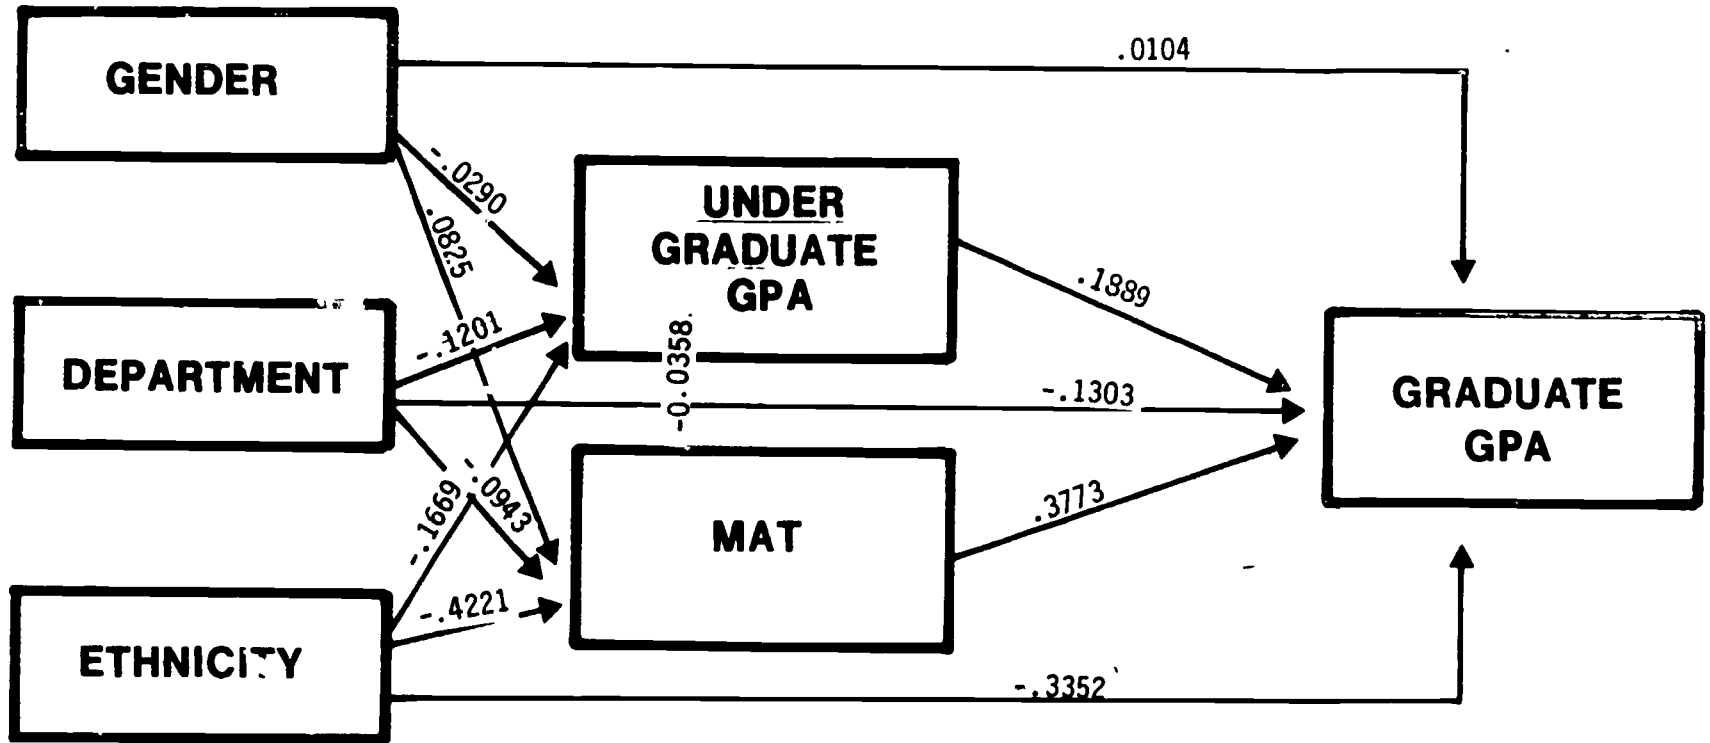 GENDER
.0104
-.0290
.0825
UNDER
GRADUATE
GPA
.1889
DEPARTMENT
-.1201
-0.0358
-.1303
GRADUATE
GPA
-.1669
-.0943
MAT
.3773
-.4221
ETHNICITY
-.3352